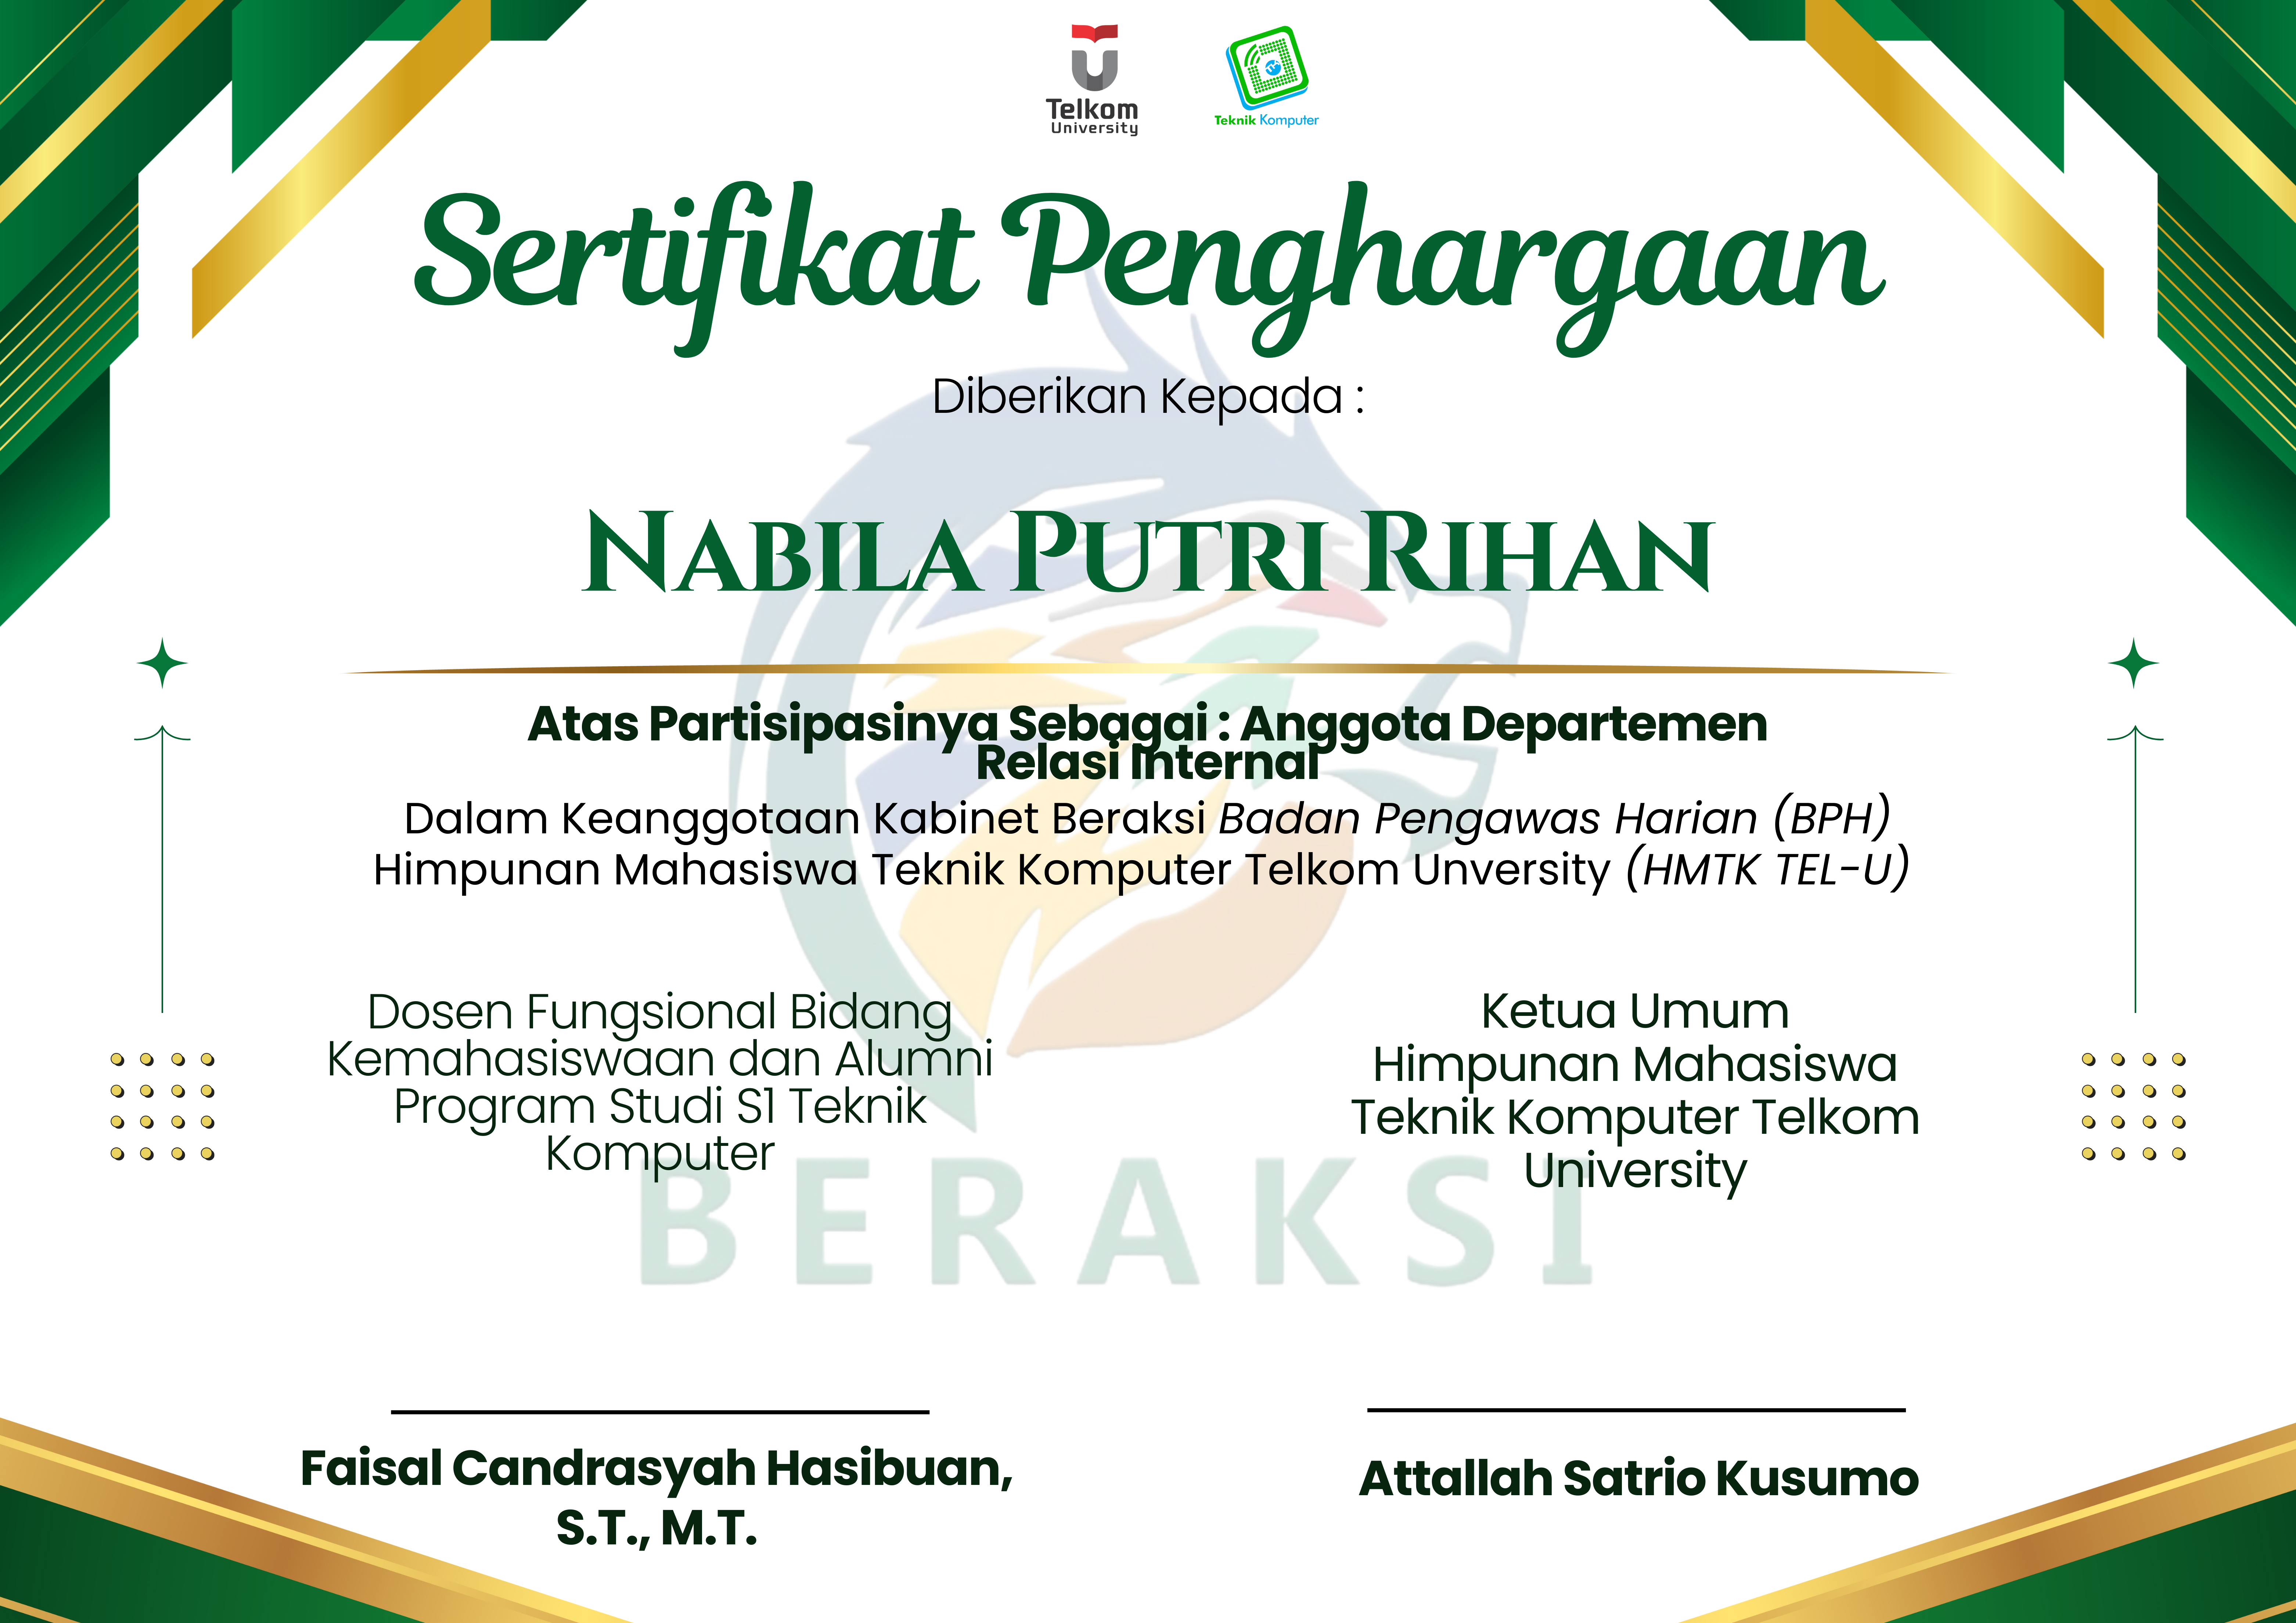 Telkom
University
Teknik Komputer
Sertifikat Penghargaan
Diberikan Kepada :
Nabila Putri Rihan
Atas Partisipasinya Sebagai : Anggota Departemen
Relasi Internal
Dalam Keanggotaan Kabinet Beraksi Badan Pengawas Harian (BPH)
Himpunan Mahasiswa Teknik Komputer Telkom Unversity (HMTK TEL-U)
Dosen Fungsional Bidang
Kemahasiswaan dan Alumni
Program Studi S1 Teknik
Komputer
Ketua Umum
Himpunan Mahasiswa
Teknik Komputer Telkom
University
BERAKSI
Faisal Candrasyah Hasibuan,
S.T., M.T.
Attallah Satrio Kusumo